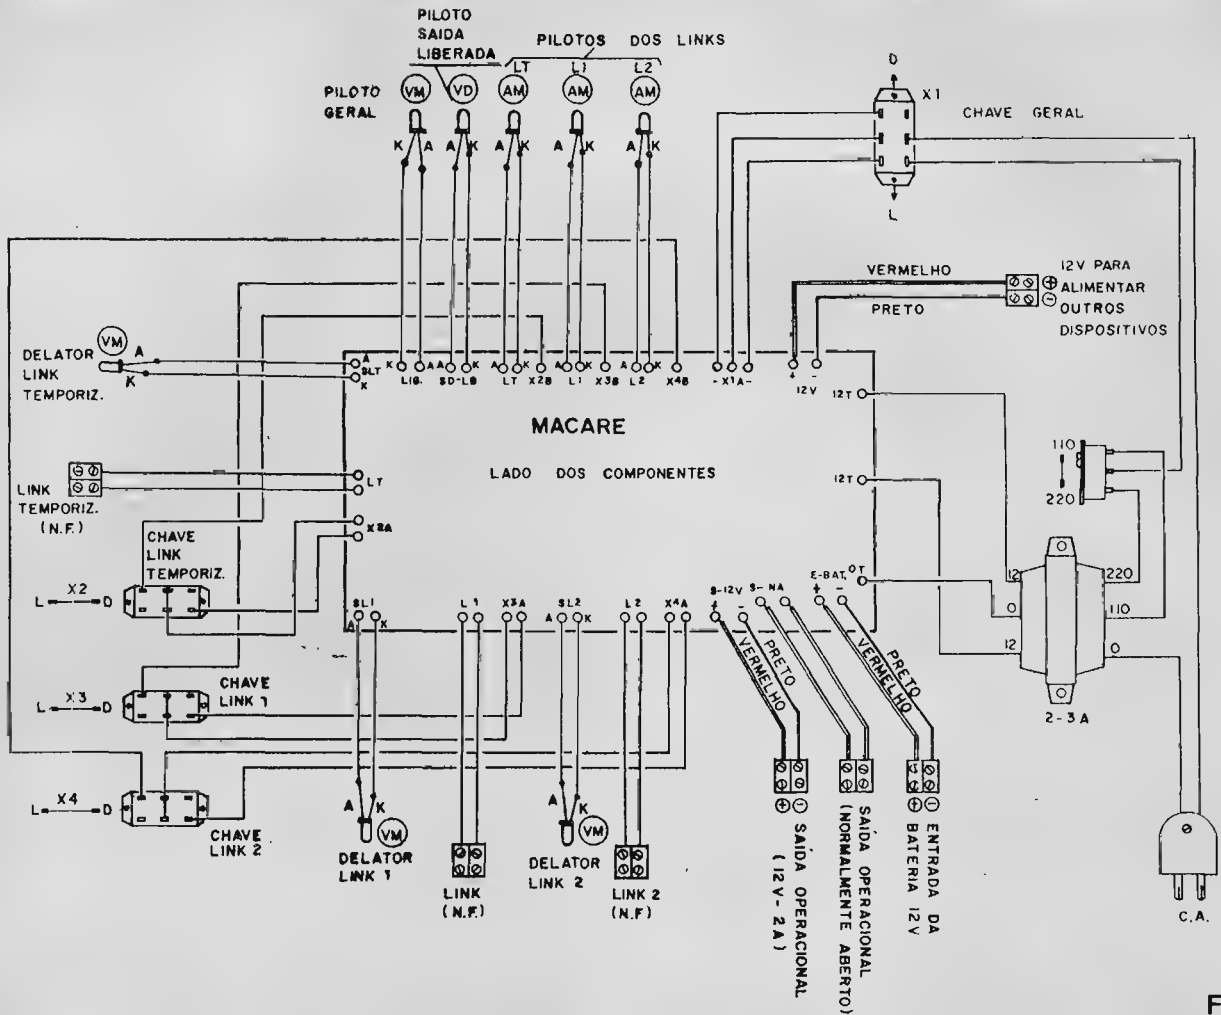 PILOTO
SAIDA
LIBERADA
PILOTOS DOS LINKS
LT L1 L2
PILOTO
GERAL
VM VD AM AM AM
K A A K A K A K A K
D
X1
CHAVE GERAL
L
VERMELHO
PRETO
⊕ 12V PARA
⊖ ALIMENTAR
OUTROS
DISPOSITIVOS
VM
DELATOR
LINK
TEMPORIZ.
A
K
A
SLT
K
K LIG. A A SD-LB K A LT K X2B A L1 K X3B A L2 K X4B - X1A - + - 12V
12T
MACARE
LADO DOS COMPONENTES
12T
110
220
LINK
TEMPORIZ.
(N.F.)
LT
X2A
CHAVE
LINK
TEMPORIZ.
L X2 D
SL1
A K
L1 X3A
SL2
A K
L2 X4A
S-12V
+ -
S-NA
E-BAT.
+ -
0T
12 220
0 110
12 0
2-3A
L X3 D
CHAVE
LINK 1
L X4 D
CHAVE
LINK 2
PRETO
VERMELHO
PRETO
VERMELHO
A K
VM
DELATOR
LINK 1
LINK
(N.F.)
A K
VM
DELATOR
LINK 2
LINK 2
(N.F.)
⊕ ⊖
SAÍDA OPERACIONAL
(12V-2A)
SAÍDA OPERACIONAL
(NORMALMENTE ABERTO)
⊕ ⊖
ENTRADA DA
BATERIA 12V
C.A.
F